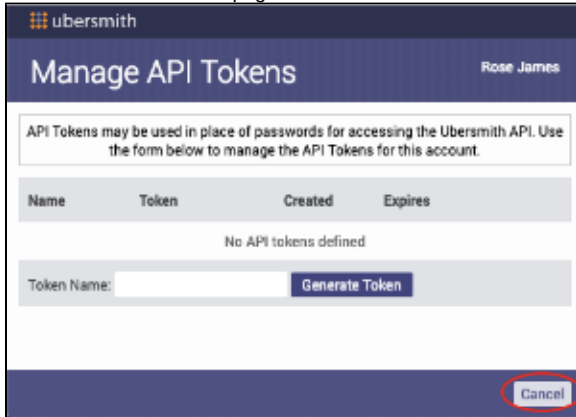 ubersmith
Manage API Tokens
Rose James
API Tokens may be used in place of passwords for accessing the Ubersmith API. Use
the form below to manage the API Tokens for this account.
Name Token Created Expires
No API tokens defined
Token Name: Generate Token
Cancel